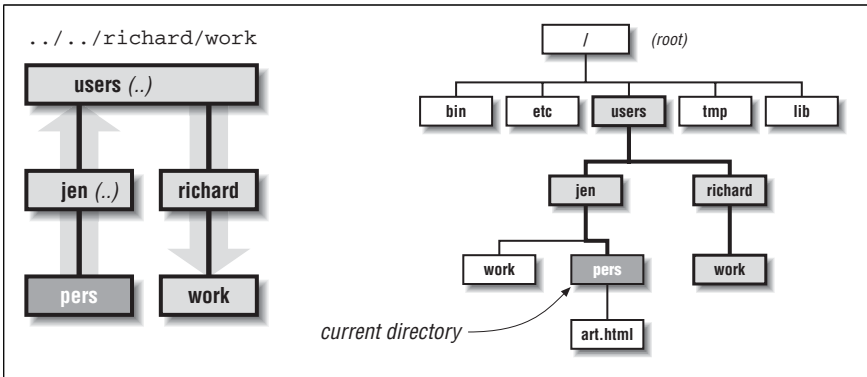 ../../richard/work
users (..)
jen (..) richard
pers work
/ (root)
bin etc users tmp lib
jen richard
work pers work
current directory
art.html